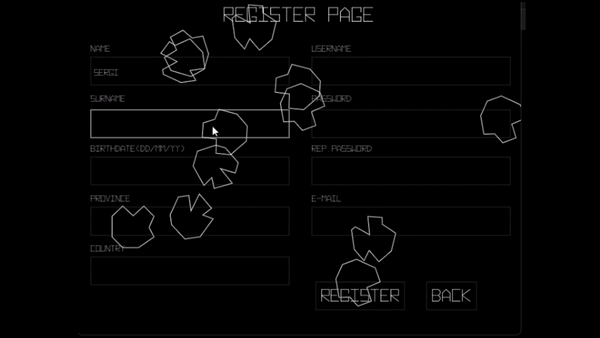 REGISTER PAGE
NAME
SERGI
SURNAME
BIRTHDATE(DD/MM/YY)
PROVINCE
COUNTRY
USERNAME
PASSWORD
REP.PASSWORD
E-MAIL
REGISTER
BACK